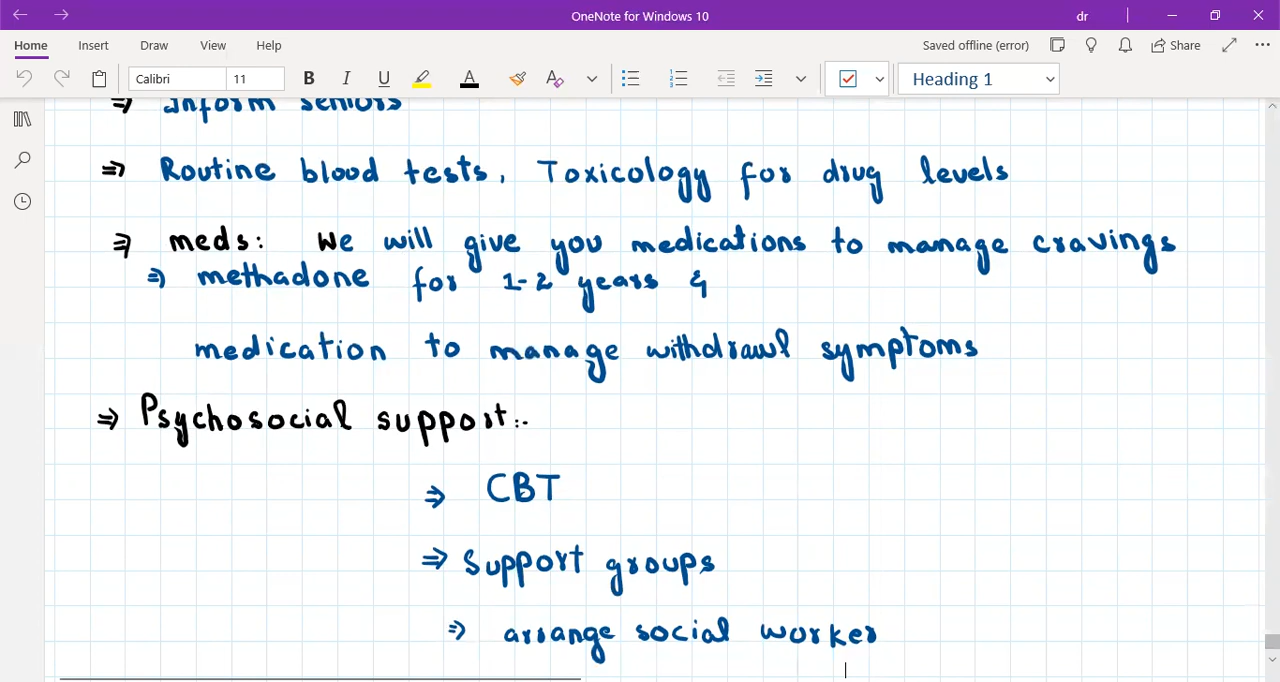 OneNote for Windows 10
dr
Home Insert Draw View Help
Saved offline (error)
Share
Calibri 11 B I U A A Heading 1
⇒ Inform seniors
⇒ Routine blood tests, Toxicology for drug levels
⇒ meds: We will give you medications to manage cravings
⇒ methadone for 1-2 years &
medication to manage withdrawl symptoms
⇒ Psychosocial support:-
⇒ CBT
⇒ Support groups
⇒ arrange social worker